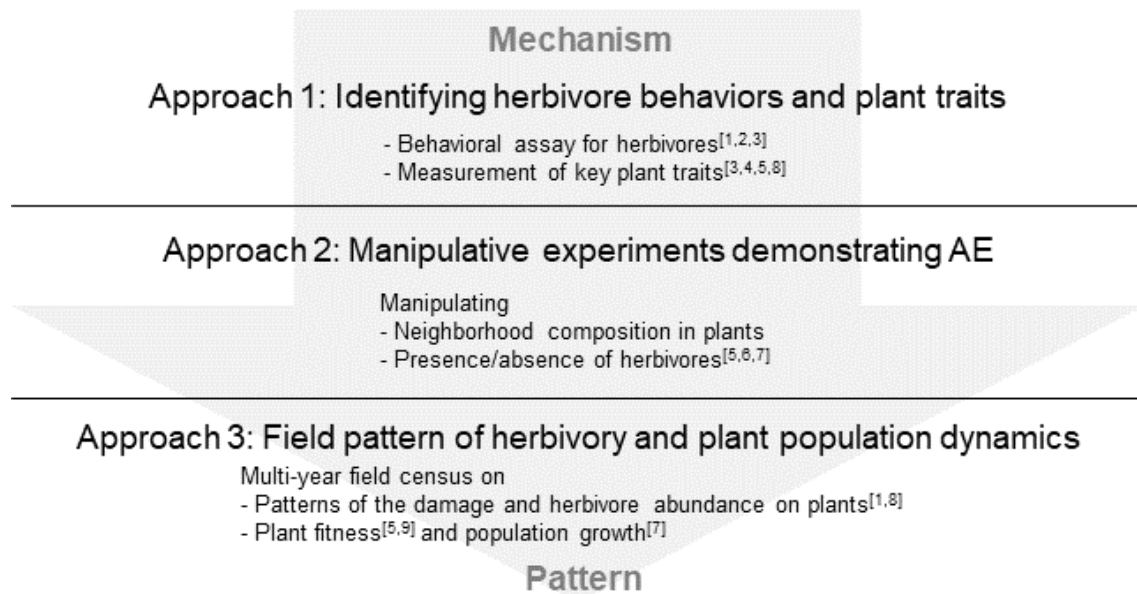 Mechanism
Approach 1: Identifying herbivore behaviors and plant traits
- Behavioral assay for herbivores[1,2,3]
- Measurement of key plant traits[3,4,5,8]
Approach 2: Manipulative experiments demonstrating AE
Manipulating
- Neighborhood composition in plants
- Presence/absence of herbivores[5,6,7]
Approach 3: Field pattern of herbivory and plant population dynamics
Multi-year field census on
- Patterns of the damage and herbivore abundance on plants[1,8]
- Plant fitness[5,9] and population growth[7]
Pattern